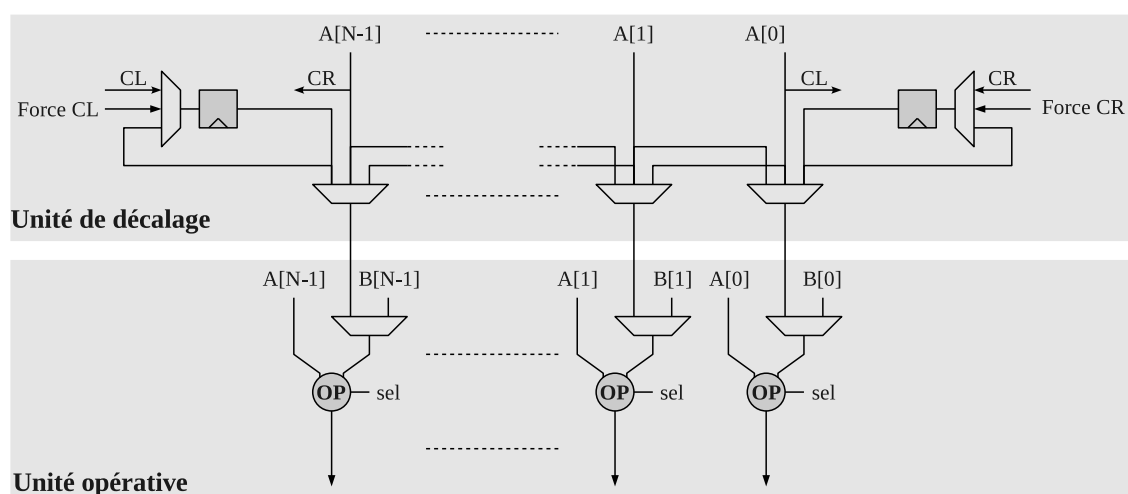 A[N-1] A[1] A[0]
CL CR CL CR
Force CL Force CR
Unité de décalage
A[N-1] B[N-1] A[1] B[1] A[0] B[0]
OP sel OP sel OP sel
Unité opérative